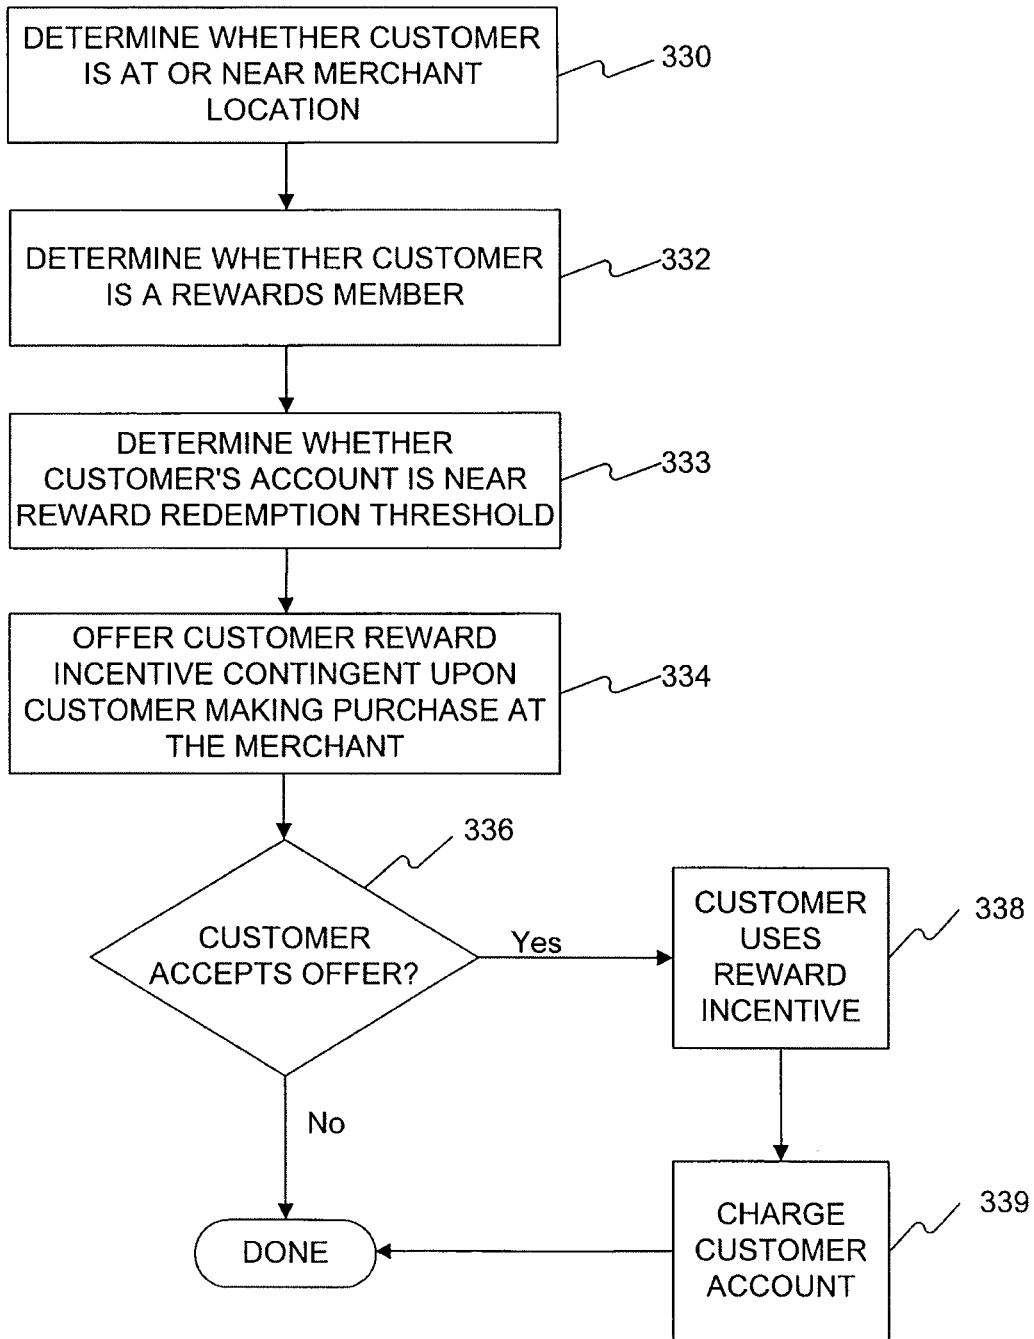 DETERMINE WHETHER CUSTOMER
IS AT OR NEAR MERCHANT
LOCATION
330
DETERMINE WHETHER CUSTOMER
IS A REWARDS MEMBER
332
DETERMINE WHETHER
CUSTOMER'S ACCOUNT IS NEAR
REWARD REDEMPTION THRESHOLD
333
OFFER CUSTOMER REWARD
INCENTIVE CONTINGENT UPON
CUSTOMER MAKING PURCHASE AT
THE MERCHANT
334
336
CUSTOMER
ACCEPTS OFFER?
Yes
CUSTOMER
USES
REWARD
INCENTIVE
338
No
CHARGE
CUSTOMER
ACCOUNT
339
DONE